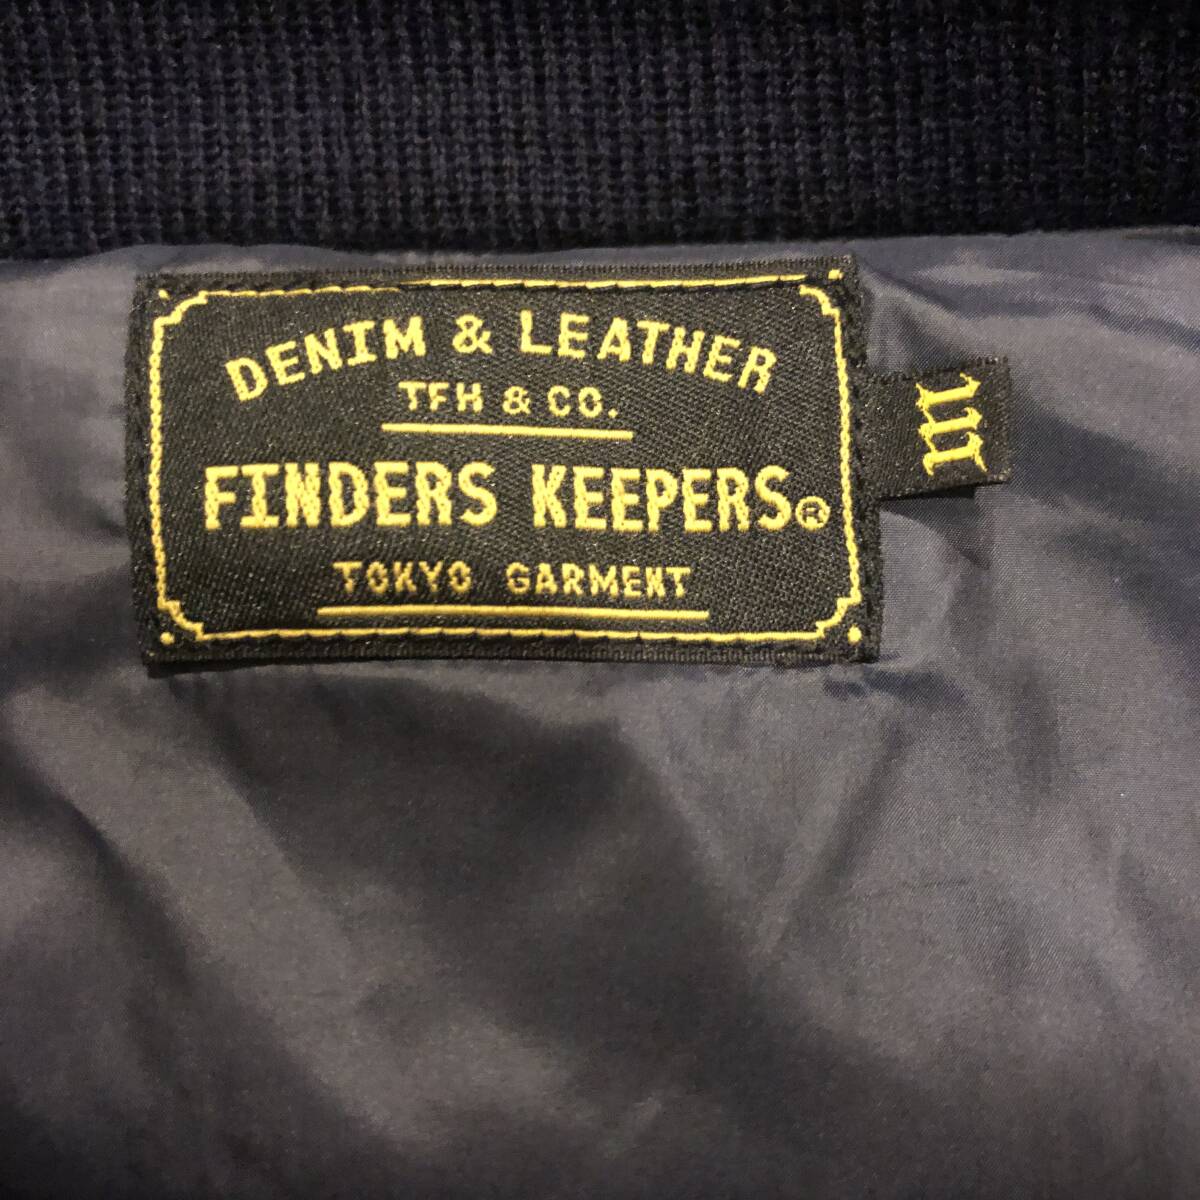 DENIM & LEATHER
TFH & CO.
FINDERS KEEPERS®
TOKYO GARMENT
m